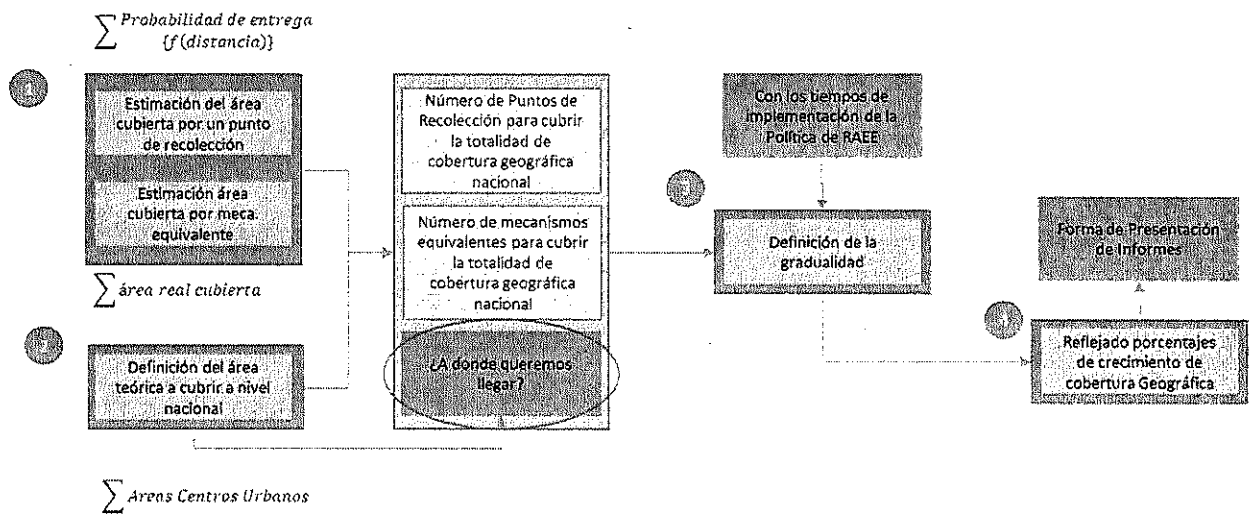 ∑ Probabilidad de entrega
{f(distancia)}
1
Estimación del área
cubierta por un punto
de recolección
Estimación área
cubierta por meca.
equivalente
∑ área real cubierta
Definición del área
teórica a cubrir a nivel
nacional
∑ Areas Centros Urbanos
Número de Puntos de
Recolección para cubrir
la totalidad de
cobertura geográfica
nacional
Número de mecanismos
equivalentes para cubrir
la totalidad de
cobertura geográfica
nacional
¿A donde queremos
llegar?
Con los tiempos de
implementación de la
Política de RAEE
Definición de la
gradualidad
Forma de Presentación
de Informes
Reflejado porcentajes
de crecimiento de
cobertura Geográfica